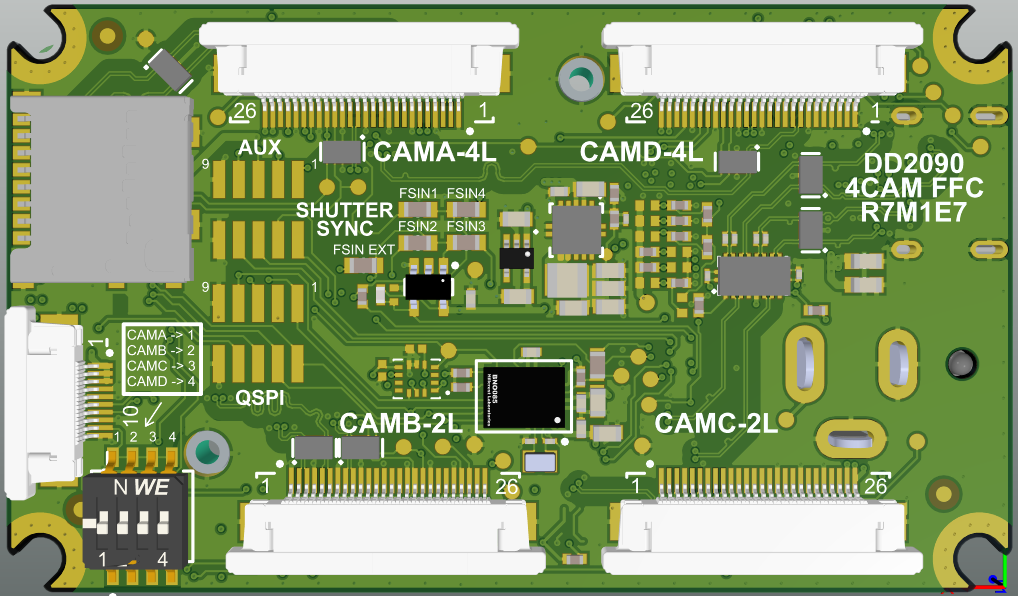 26 1
26 1
CAMA-4L
CAMD-4L
AUX
9 1
DD2090
4CAM FFC
R7M1E7
FSIN1 FSIN4
SHUTTER
SYNC
FSIN2 FSIN3
FSIN EXT
9 1
1
CAMA -> 1
CAMB -> 2
CAMC -> 3
CAMD -> 4
10
QSPI
BNO085
CAMB-2L
CAMC-2L
1 2 3 4
N WE
1 4
1 26
1 26